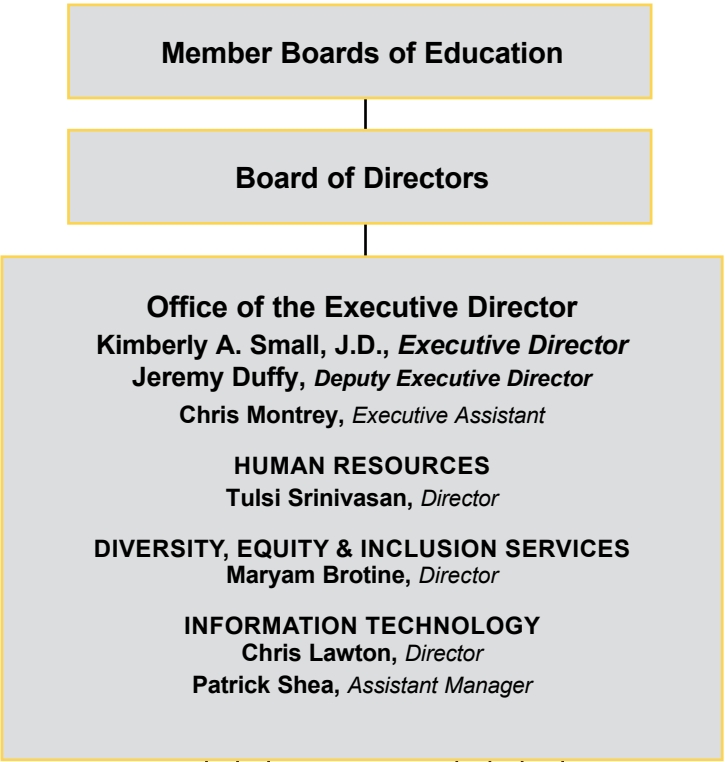 Member Boards of Education
Board of Directors
Office of the Executive Director
Kimberly A. Small, J.D., Executive Director
Jeremy Duffy, Deputy Executive Director
Chris Montrey, Executive Assistant
HUMAN RESOURCES
Tulsi Srinivasan, Director
DIVERSITY, EQUITY & INCLUSION SERVICES
Maryam Brotine, Director
INFORMATION TECHNOLOGY
Chris Lawton, Director
Patrick Shea, Assistant Manager